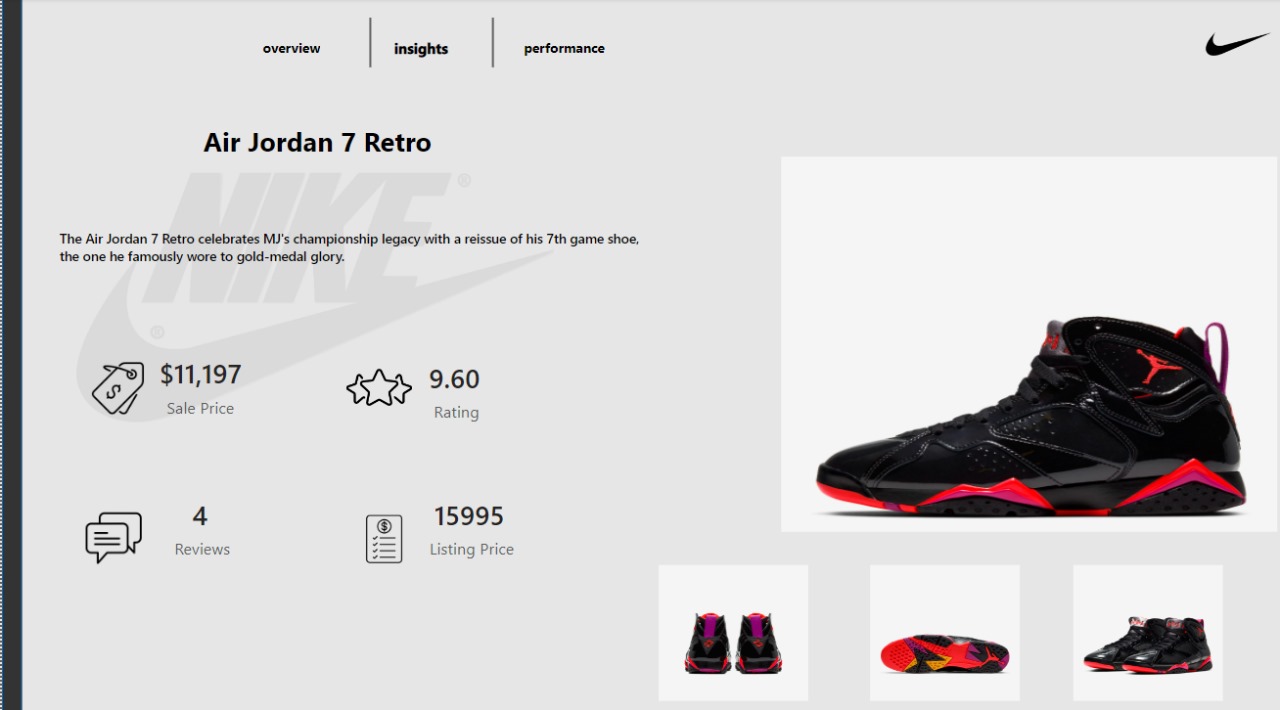 overview
insights
performance
Air Jordan 7 Retro
NIKE
®
The Air Jordan 7 Retro celebrates MJ's championship legacy with a reissue of his 7th game shoe,
the one he famously wore to gold-medal glory.
®
$11,197
Sale Price
9.60
Rating
4
Reviews
15995
Listing Price